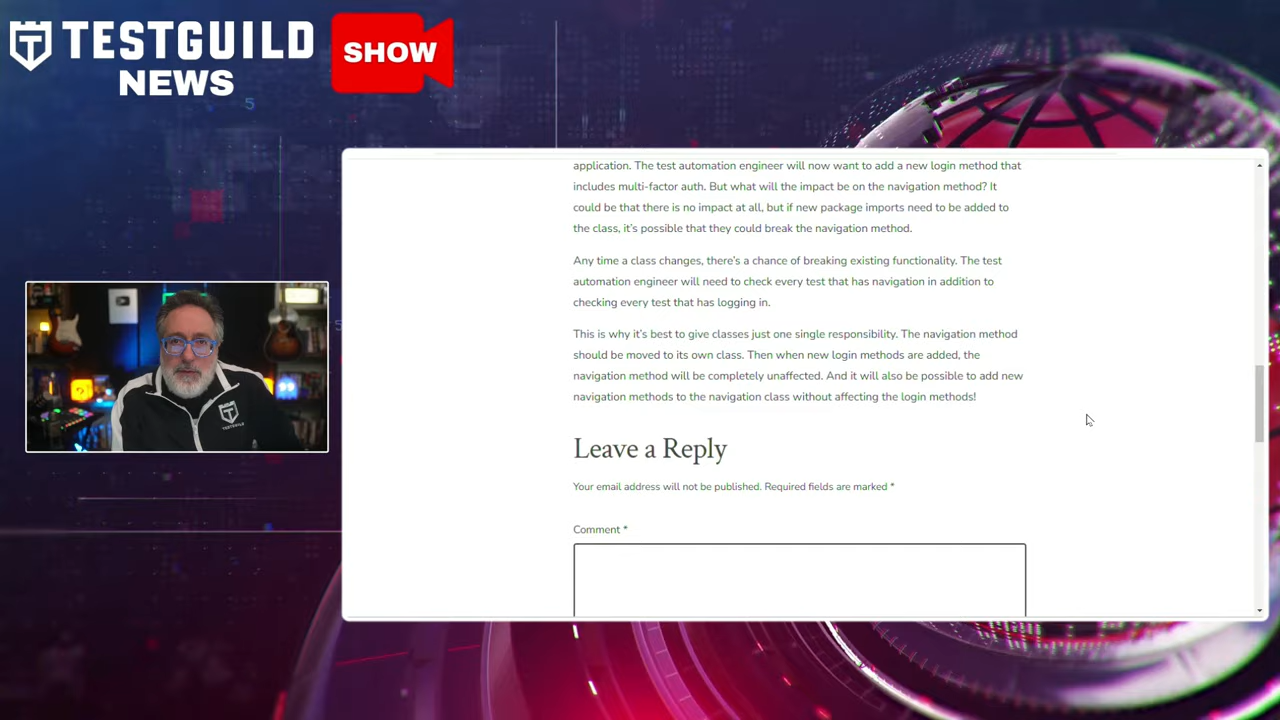 TESTGUILD
NEWS
SHOW
5
application. The test automation engineer will now want to add a new login method that
includes multi-factor auth. But what will the impact be on the navigation method? It
could be that there is no impact at all, but if new package imports need to be added to
the class, it's possible that they could break the navigation method.
Any time a class changes, there's a chance of breaking existing functionality. The test
automation engineer will need to check every test that has navigation in addition to
checking every test that has logging in.
This is why it's best to give classes just one single responsibility. The navigation method
should be moved to its own class. Then when new login methods are added, the
navigation method will be completely unaffected. And it will also be possible to add new
navigation methods to the navigation class without affecting the login methods!
Leave a Reply
Your email address will not be published. Required fields are marked *
Comment *
TESTGUILD